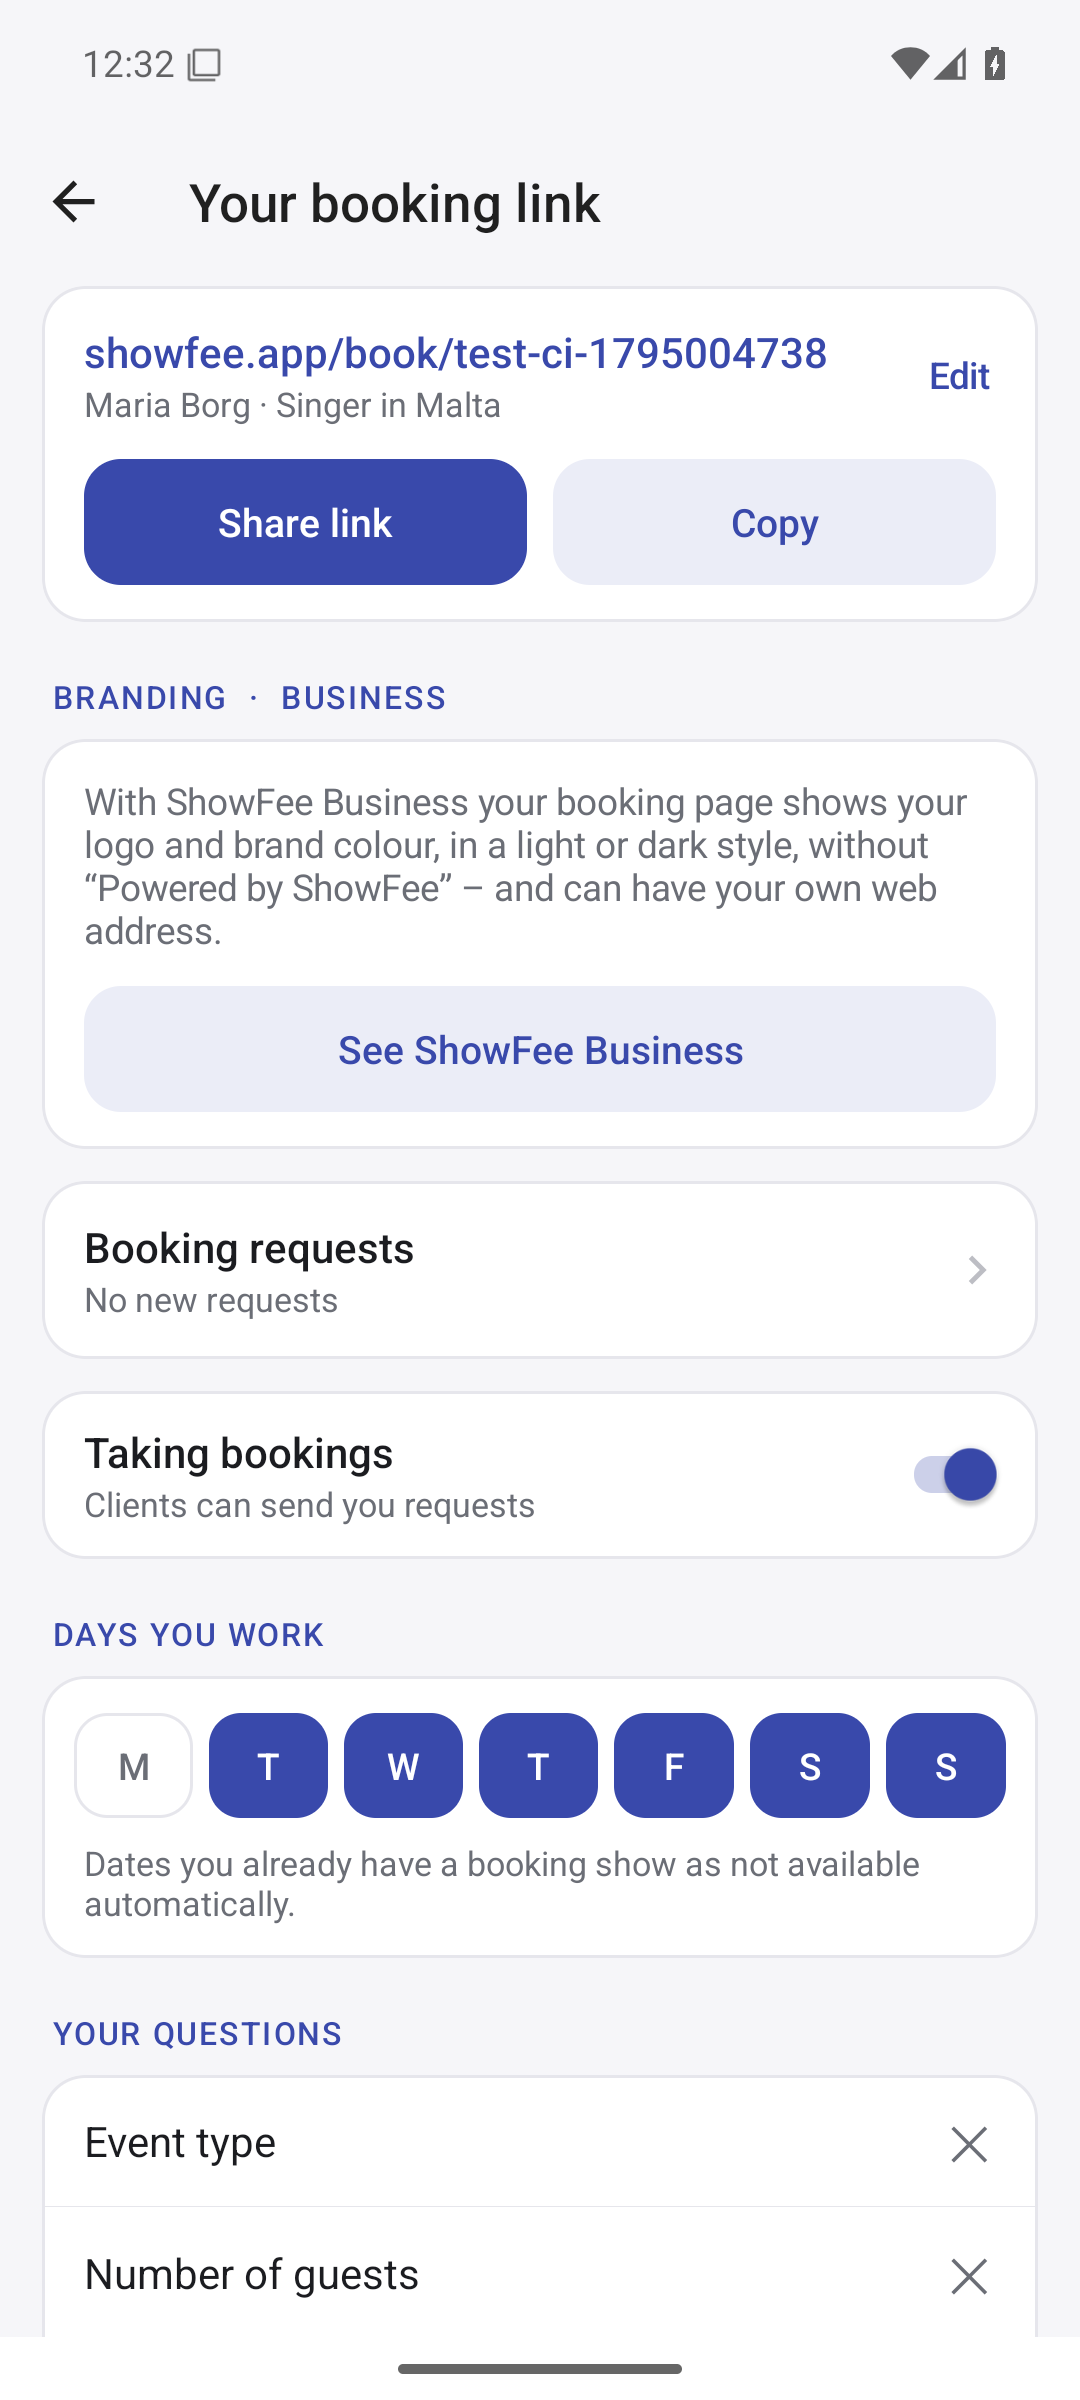 12:32
Your booking link
showfee.app/book/test-ci-1795004738
Maria Borg · Singer in Malta
Edit
Share link
Copy
BRANDING · BUSINESS
With ShowFee Business your booking page shows your
logo and brand colour, in a light or dark style, without
“Powered by ShowFee” – and can have your own web
address.
See ShowFee Business
Booking requests
No new requests
Taking bookings
Clients can send you requests
DAYS YOU WORK
M T W T F S S
Dates you already have a booking show as not available
automatically.
YOUR QUESTIONS
Event type
Number of guests